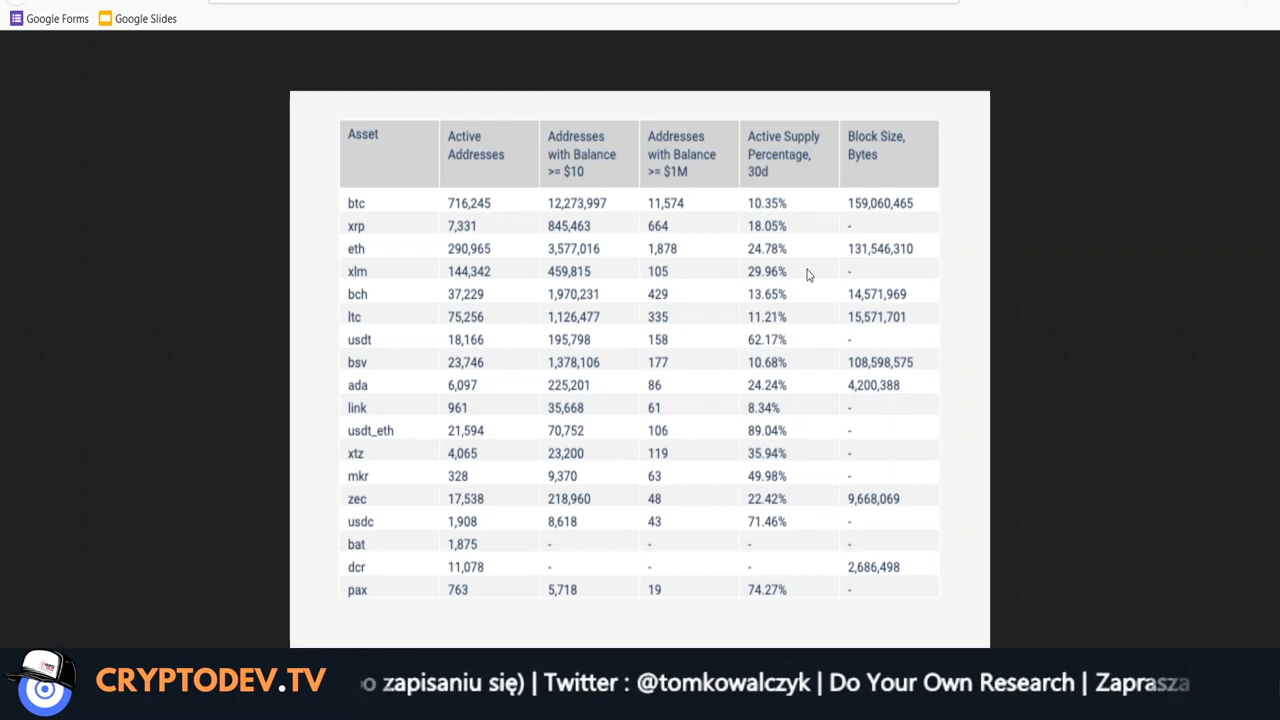 Google Forms Google Slides
Asset Active Addresses Addresses with Balance >= $10 Addresses with Balance >= $1M Active Supply Percentage, 30d Block Size, Bytes
btc 716,245 12,273,997 11,574 10.35% 159,060,465
xrp 7,331 845,463 664 18.05% -
eth 290,965 3,577,016 1,878 24.78% 131,546,310
xlm 144,342 459,815 105 29.96% -
bch 37,229 1,970,231 429 13.65% 14,571,969
ltc 75,256 1,126,477 335 11.21% 15,571,701
usdt 18,166 195,798 158 62.17% -
bsv 23,746 1,378,106 177 10.68% 108,598,575
ada 6,097 225,201 86 24.24% 4,200,388
link 961 35,668 61 8.34% -
usdt_eth 21,594 70,752 106 89.04% -
xtz 4,065 23,200 119 35.94% -
mkr 328 9,370 63 49.98% -
zec 17,538 218,960 48 22.42% 9,668,069
usdc 1,908 8,618 43 71.46% -
bat 1,875 - - - -
dcr 11,078 - - - 2,686,498
pax 763 5,718 19 74.27% -
CRYPTODEV.TV zapisaniu się) | Twitter : @tomkowalczyk | Do Your Own Research | Zaprasza